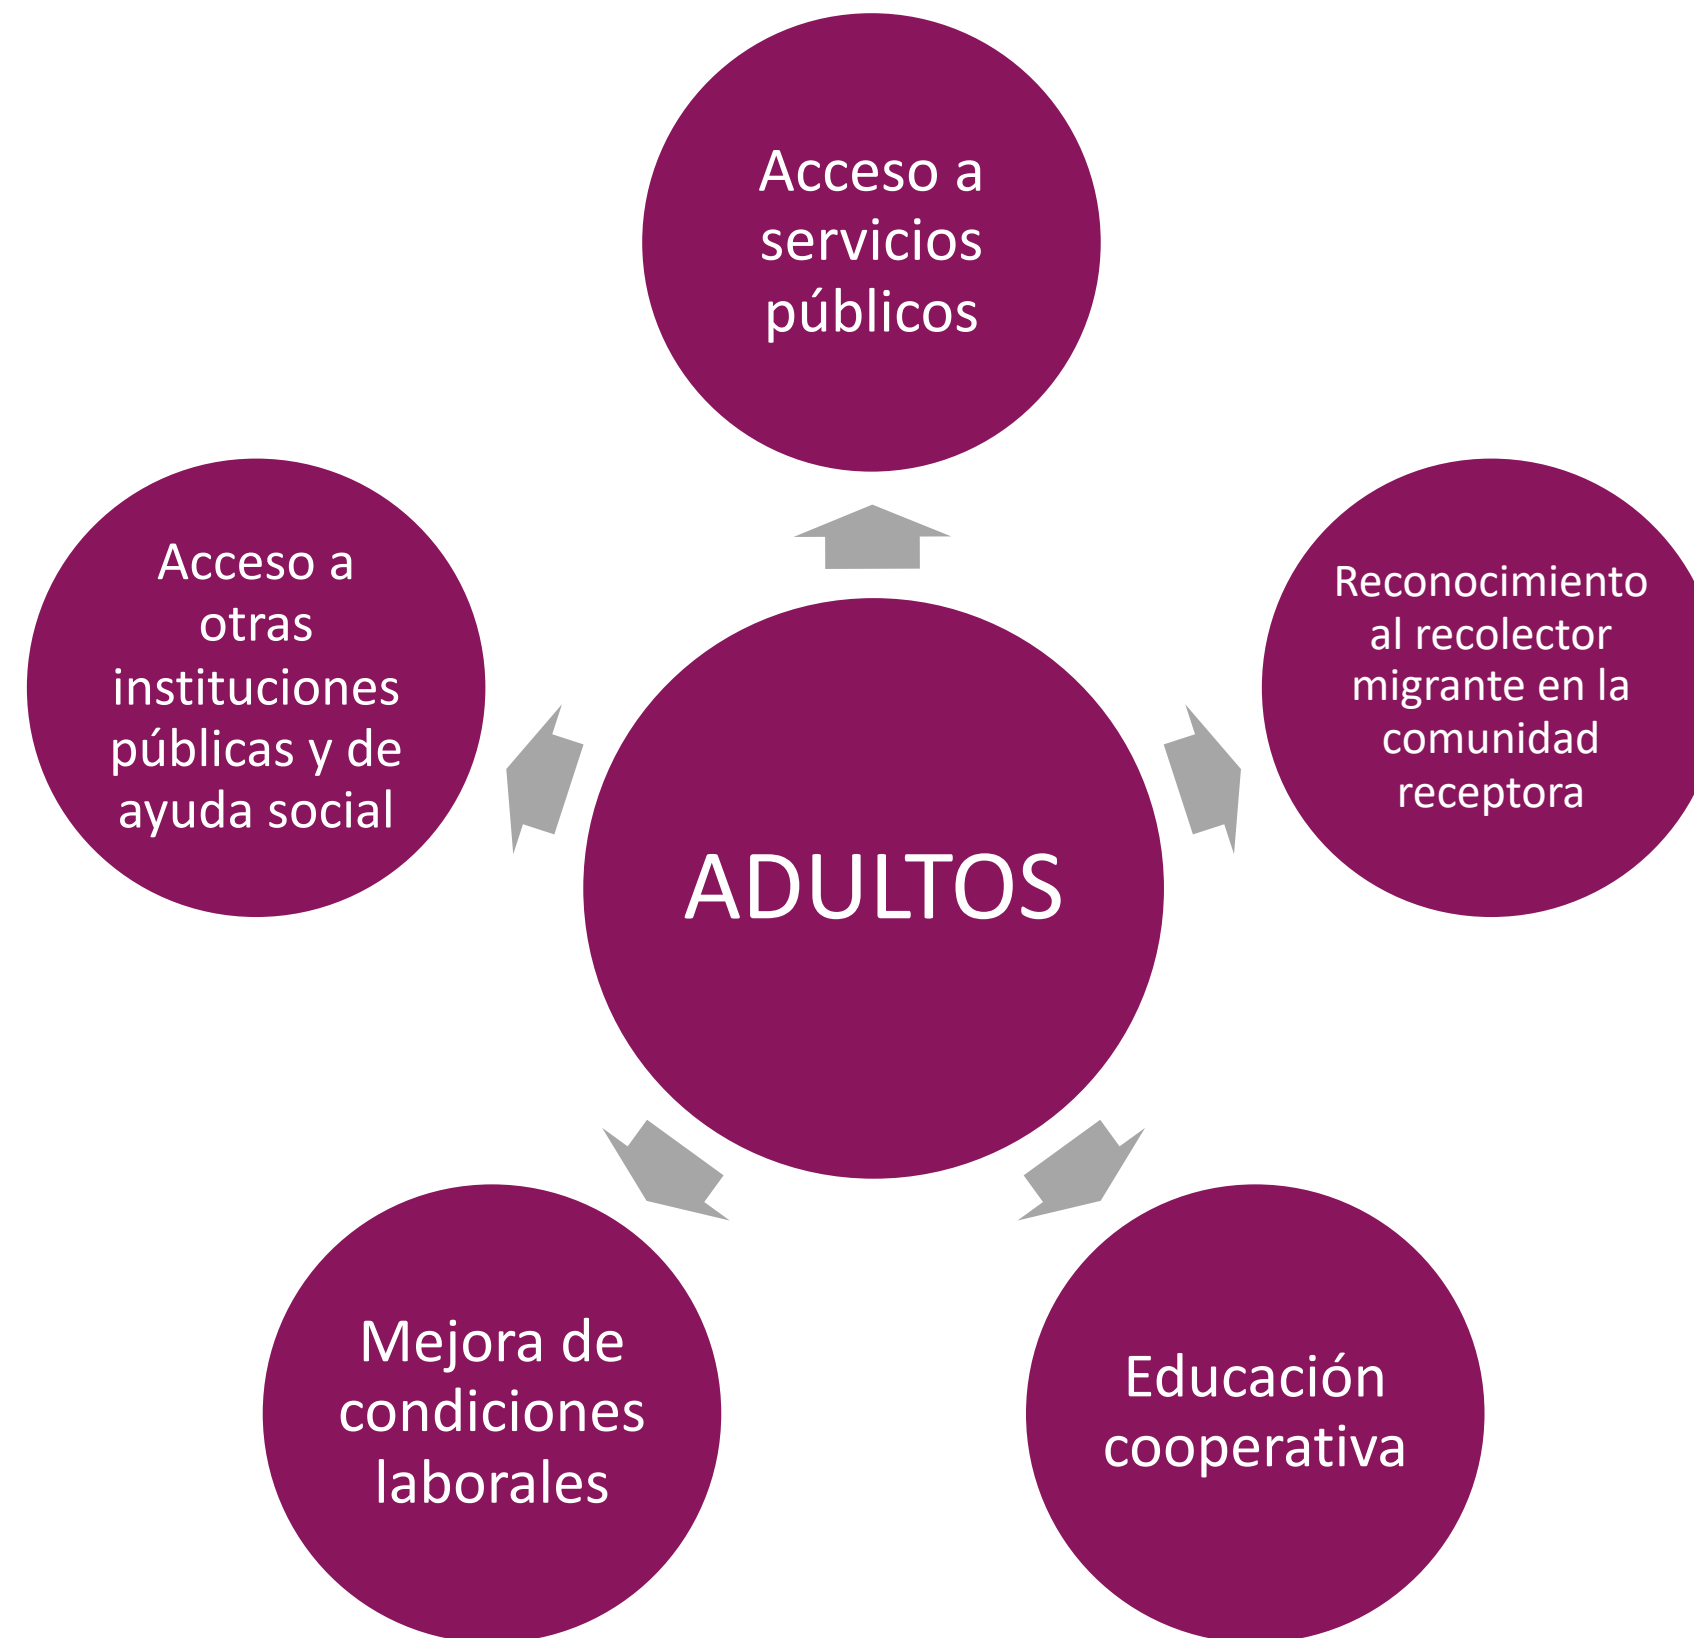 Acceso a
servicios
públicos
Acceso a
otras
instituciones
públicas y de
ayuda social
Reconocimiento
al recolector
migrante en la
comunidad
receptora
ADULTOS
Mejora de
condiciones
laborales
Educación
cooperativa